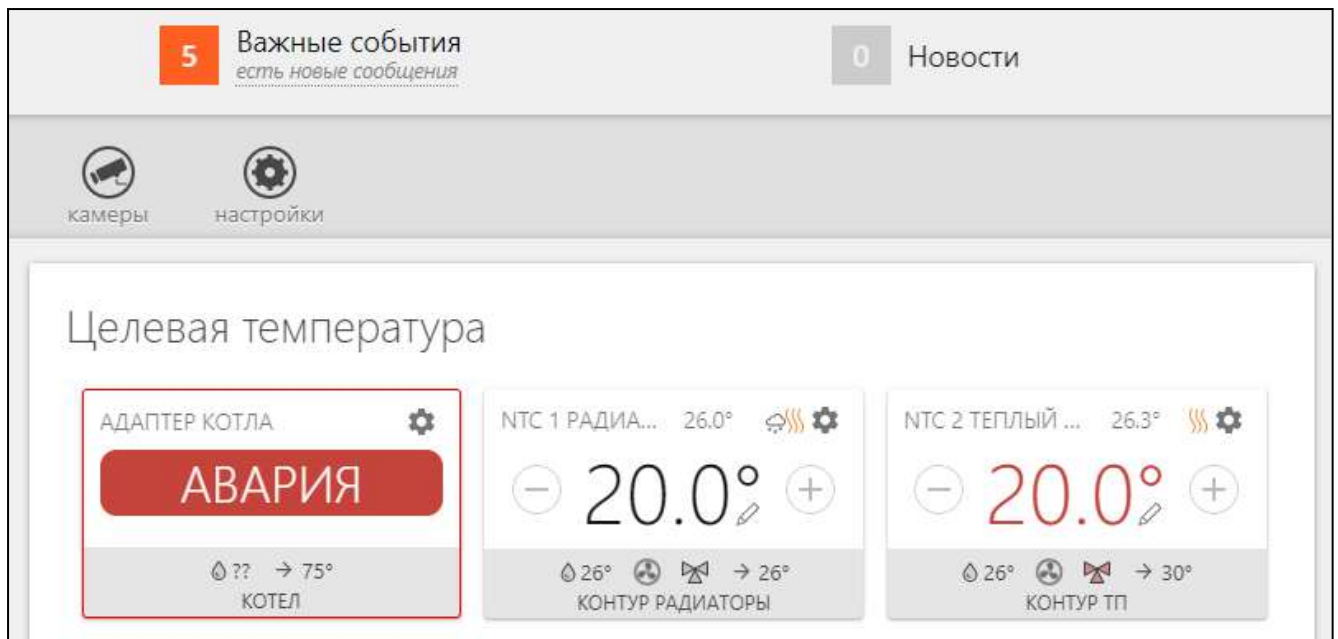 5 Важные события
есть новые сообщения
0 Новости
камеры настройки
Целевая температура
АДАПТЕР КОТЛА
АВАРИЯ
?? → 75°
КОТЕЛ
NTC 1 РАДИА... 26.0°
− 20.0° +
26° → 26°
КОНТУР РАДИАТОРЫ
NTC 2 ТЕПЛЫЙ ... 26.3°
− 20.0° +
26° → 30°
КОНТУР ТП